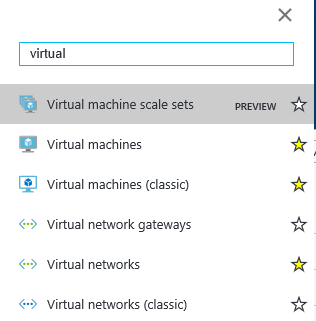 virtual
Virtual machine scale sets PREVIEW
Virtual machines
Virtual machines (classic)
Virtual network gateways
Virtual networks
Virtual networks (classic)